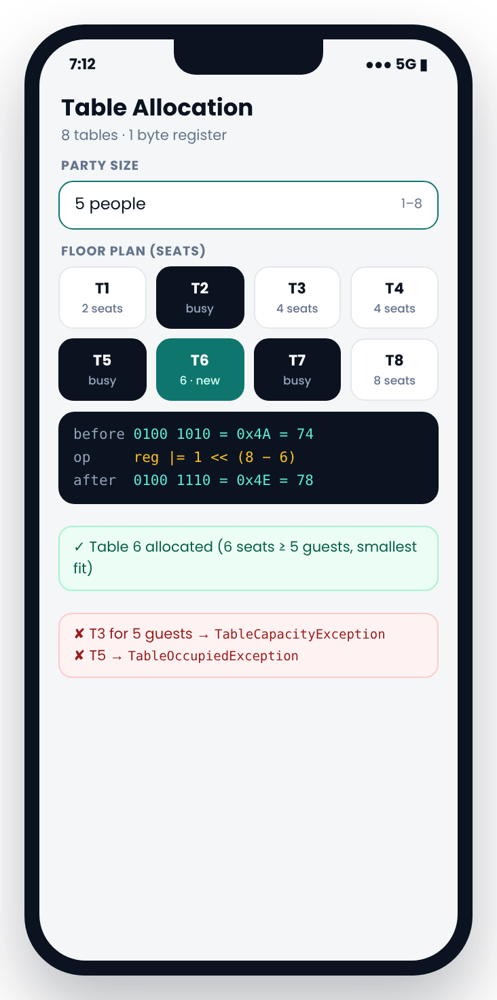 7:12 ●●● 5G ▮
Table Allocation
8 tables · 1 byte register
PARTY SIZE
5 people 1–8
FLOOR PLAN (SEATS)
T1 T2 T3 T4
2 seats busy 4 seats 4 seats
T5 T6 T7 T8
busy 6 · new busy 8 seats
before 0100 1010 = 0x4A = 74
op reg |= 1 << (8 − 6)
after 0100 1110 = 0x4E = 78
✓ Table 6 allocated (6 seats ≥ 5 guests, smallest
fit)
✘ T3 for 5 guests → TableCapacityException
✘ T5 → TableOccupiedException